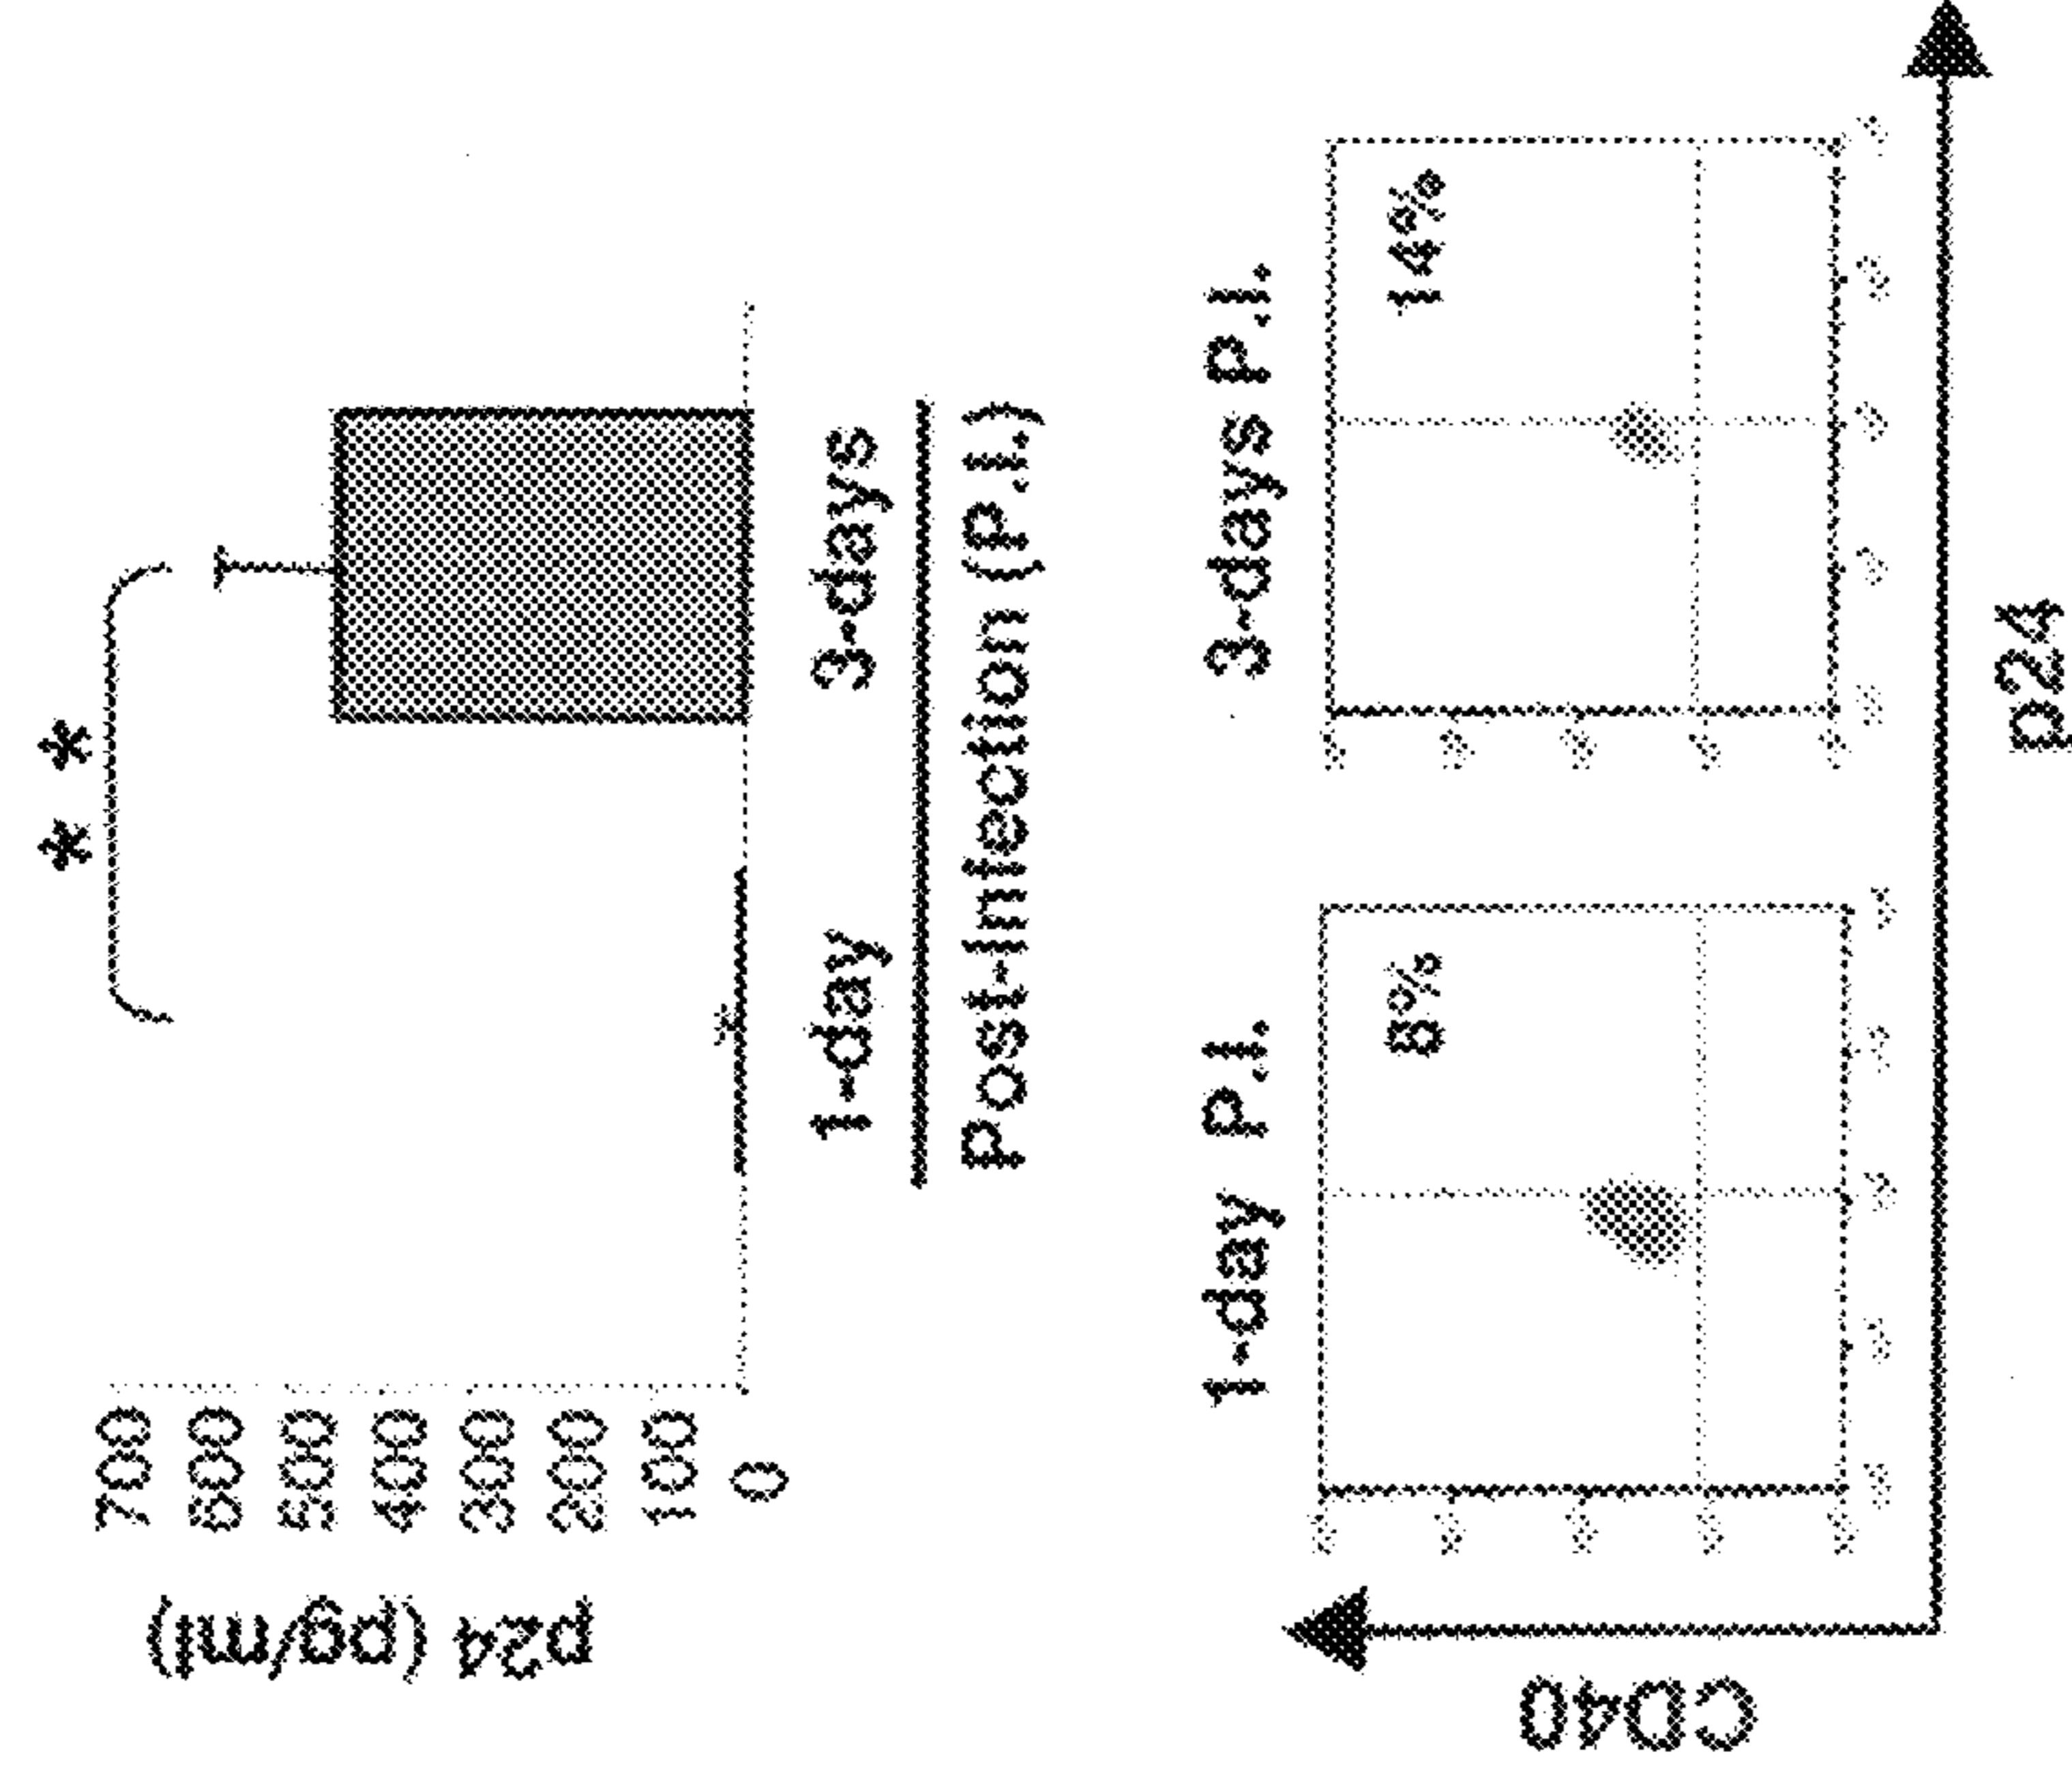 * *
p24 (pg/ml)
700
600
500
400
300
200
100
0
1-day
3-days
Post-Infection (P.I.)
1-day P.I.
3-days P.I.
8%
14%
CD40
p24